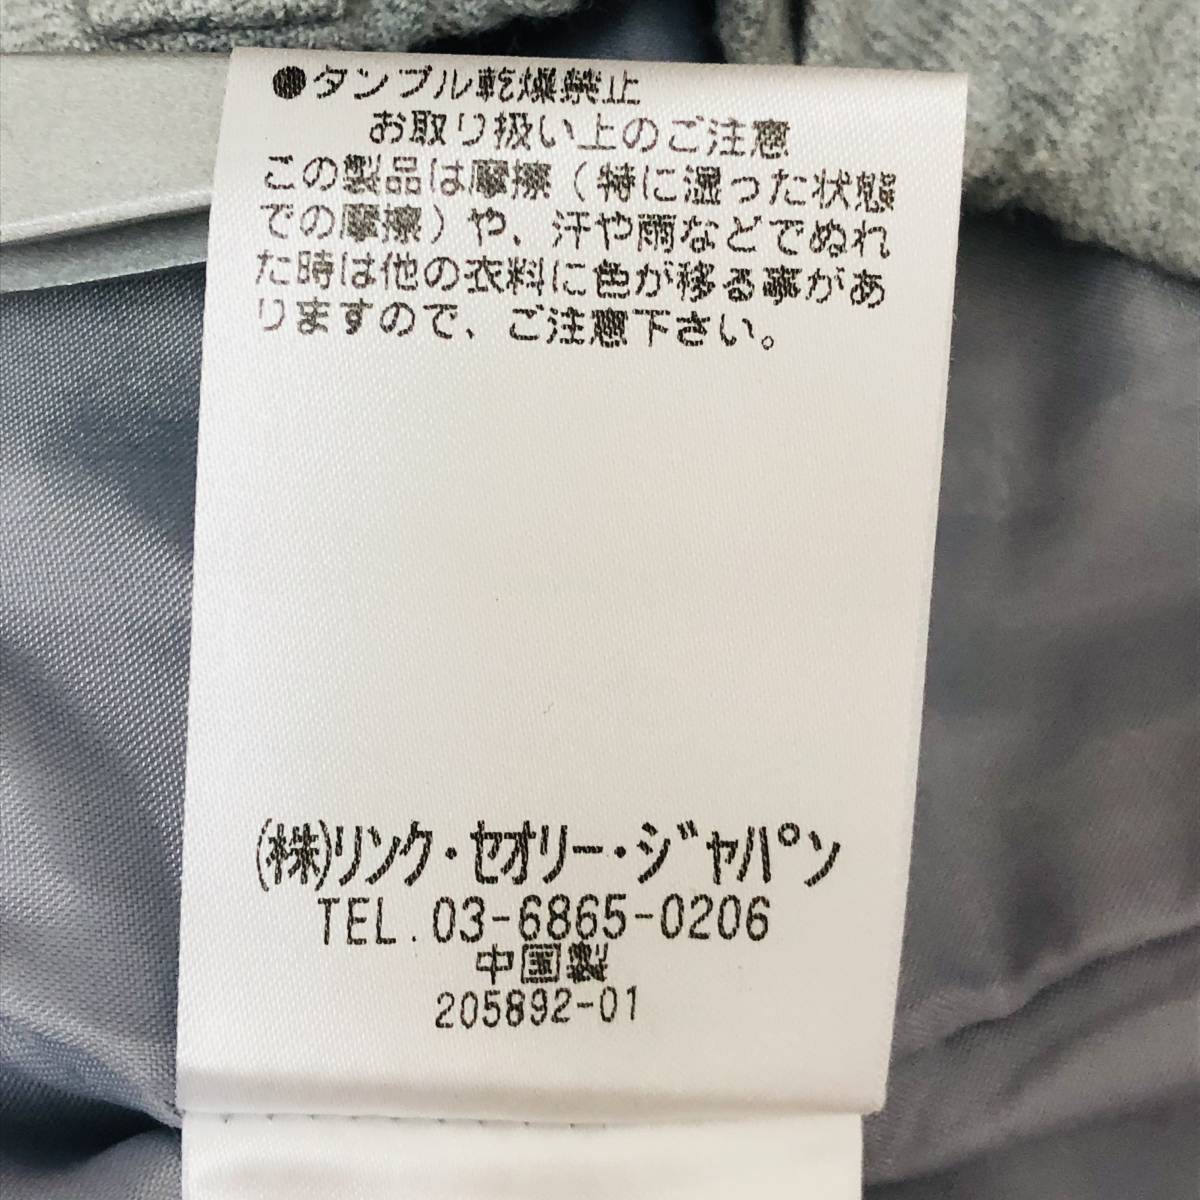 ●タンブル乾燥禁止
お取り扱い上のご注意
この製品は摩擦(特に湿った状態
での摩擦)や、汗や雨などでぬれ
た時は他の衣料に色が移る事があ
りますので、ご注意下さい。
(株)リンク・セオリー・ジャパン
TEL.03-6865-0206
中国製
205892-01